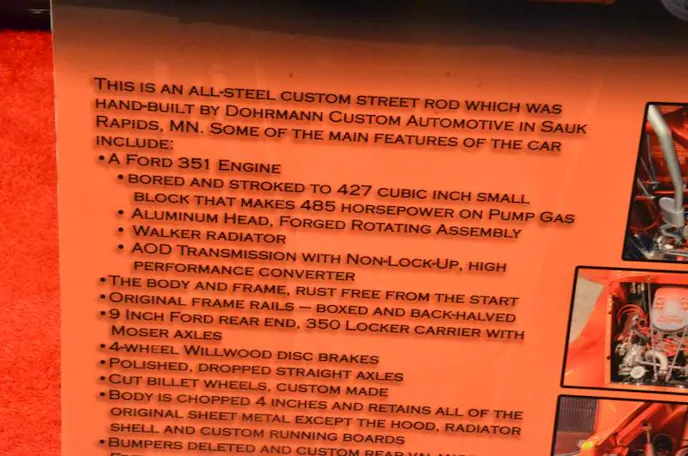 THIS IS AN ALL-STEEL CUSTOM STREET ROD WHICH WAS
HAND-BUILT BY DOHRMANN CUSTOM AUTOMOTIVE IN SAUK
RAPIDS, MN. SOME OF THE MAIN FEATURES OF THE CAR
INCLUDE:
• A FORD 351 ENGINE
• BORED AND STROKED TO 427 CUBIC INCH SMALL
BLOCK THAT MAKES 485 HORSEPOWER ON PUMP GAS
• ALUMINUM HEAD, FORGED ROTATING ASSEMBLY
• WALKER RADIATOR
• AOD TRANSMISSION WITH NON-LOCK-UP, HIGH
PERFORMANCE CONVERTER
• THE BODY AND FRAME, RUST FREE FROM THE START
• ORIGINAL FRAME RAILS – BOXED AND BACK-HALVED
• 9 INCH FORD REAR END, 350 LOCKER CARRIER WITH
MOSER AXLES
• 4-WHEEL WILLWOOD DISC BRAKES
• POLISHED, DROPPED STRAIGHT AXLES
• CUT BILLET WHEELS, CUSTOM MADE
• BODY IS CHOPPED 4 INCHES AND RETAINS ALL OF THE
ORIGINAL SHEET METAL EXCEPT THE HOOD, RADIATOR
SHELL AND CUSTOM RUNNING BOARDS
• BUMPERS DELETED AND CUSTOM REAR